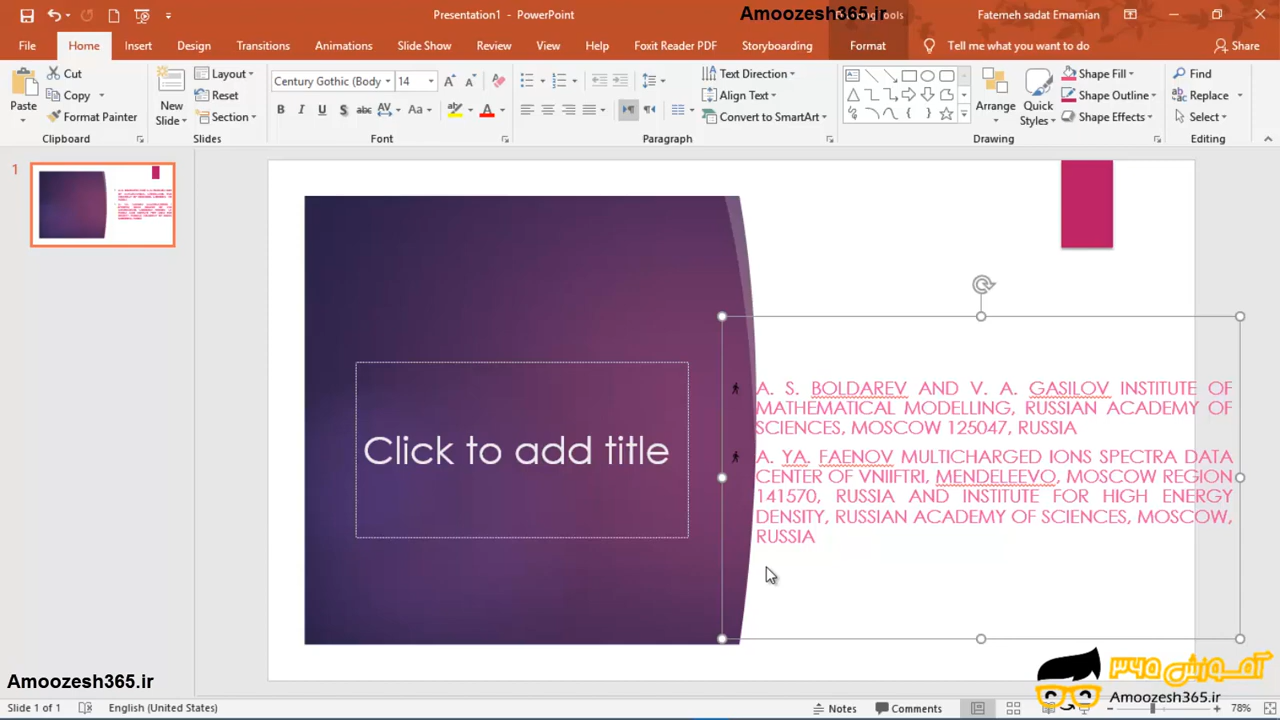 Presentation1 - PowerPoint
Amoozesh365.ir
Fatemeh sadat Emamian
File Home Insert Design Transitions Animations Slide Show Review View Help Foxit Reader PDF Storyboarding Format Tell me what you want to do Share
Paste
Cut
Copy
Format Painter
Clipboard
New
Slide
Layout
Reset
Section
Slides
Century Gothic (Body 14
B I U S abc AV Aa A
Font
Paragraph
Text Direction
Align Text
Convert to SmartArt
Arrange
Quick
Styles
Shape Fill
Shape Outline
Shape Effects
Drawing
Find
Replace
Select
Editing
1
Click to add title
A. S. BOLDAREV AND V. A. GASILOV INSTITUTE OF
MATHEMATICAL MODELLING, RUSSIAN ACADEMY OF
SCIENCES, MOSCOW 125047, RUSSIA
A. YA. FAENOV MULTICHARGED IONS SPECTRA DATA
CENTER OF VNIIFTRI, MENDELEEVO, MOSCOW REGION
141570, RUSSIA AND INSTITUTE FOR HIGH ENERGY
DENSITY, RUSSIAN ACADEMY OF SCIENCES, MOSCOW,
RUSSIA
Amoozesh365.ir
آموزش ۳۶۵
Amoozesh365.ir
Slide 1 of 1 English (United States) Notes Comments 78%